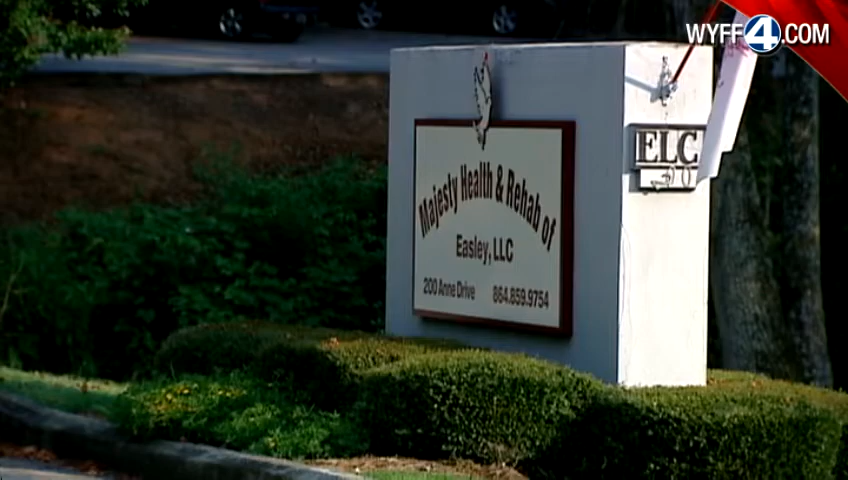 WYFF4.COM
Majesty Health & Rehab of
Easley, LLC
200 Anne Drive 864.859.9754
ELC